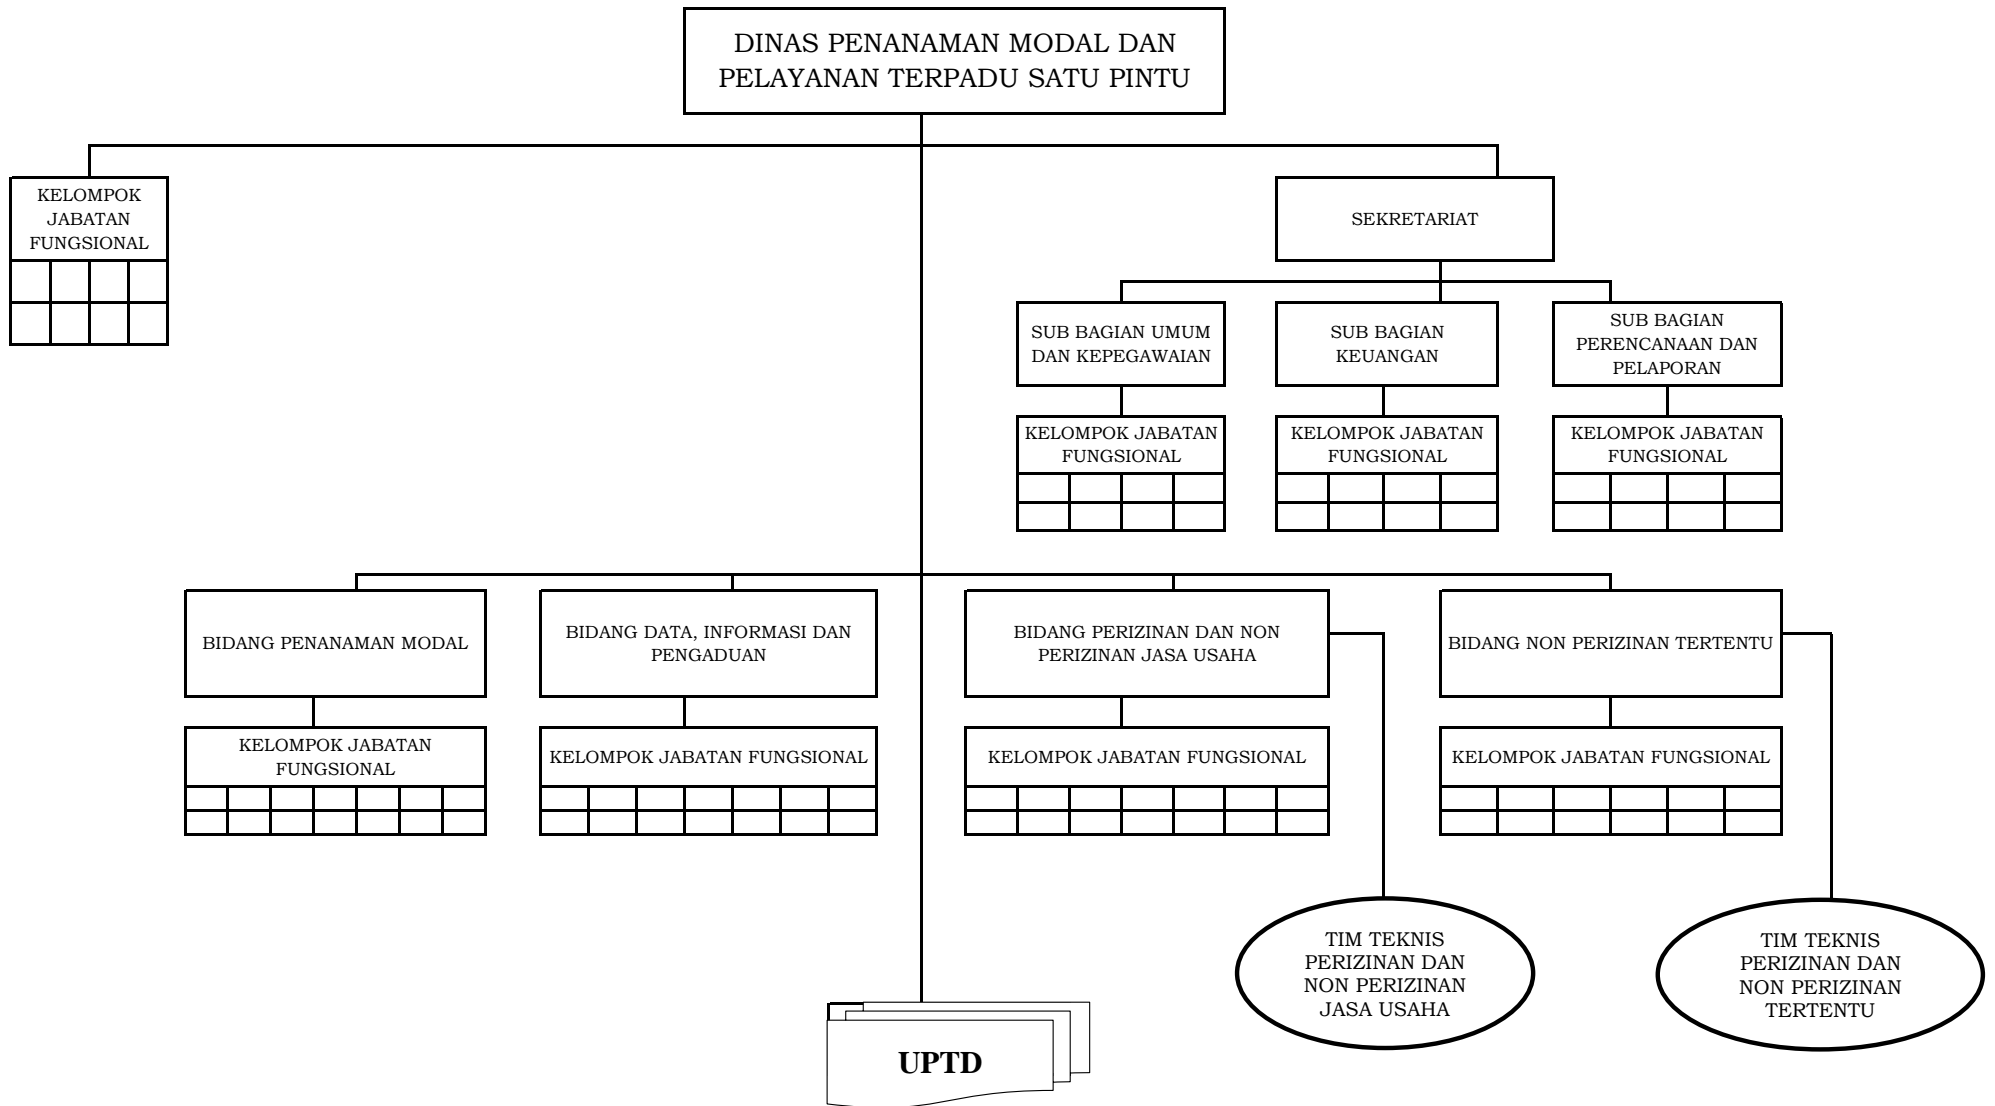 DINAS PENANAMAN MODAL DAN
PELAYANAN TERPADU SATU PINTU
KELOMPOK
JABATAN
FUNGSIONAL
SEKRETARIAT
SUB BAGIAN UMUM
DAN KEPEGAWAIAN
SUB BAGIAN
KEUANGAN
SUB BAGIAN
PERENCANAAN DAN
PELAPORAN
KELOMPOK JABATAN
FUNGSIONAL
KELOMPOK JABATAN
FUNGSIONAL
KELOMPOK JABATAN
FUNGSIONAL
BIDANG PENANAMAN MODAL
BIDANG DATA, INFORMASI DAN
PENGADUAN
BIDANG PERIZINAN DAN NON
PERIZINAN JASA USAHA
BIDANG NON PERIZINAN TERTENTU
KELOMPOK JABATAN
FUNGSIONAL
KELOMPOK JABATAN FUNGSIONAL
KELOMPOK JABATAN FUNGSIONAL
KELOMPOK JABATAN FUNGSIONAL
TIM TEKNIS
PERIZINAN DAN
NON PERIZINAN
JASA USAHA
TIM TEKNIS
PERIZINAN DAN
NON PERIZINAN
TERTENTU
UPTD